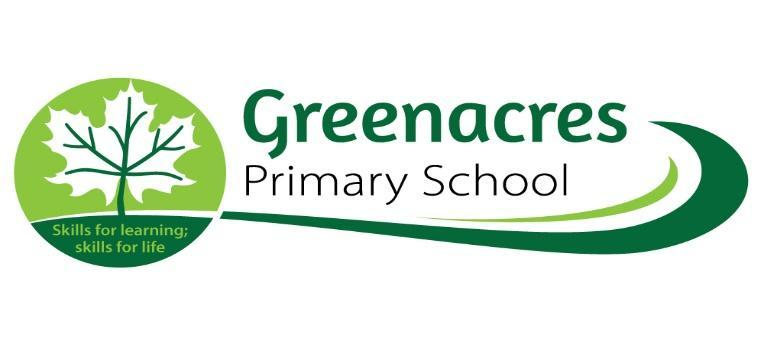 Greenacres
Primary School
Skills for learning;
skills for life